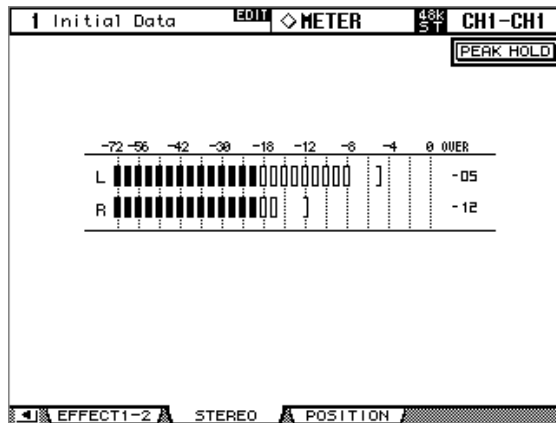 1 Initial Data EDIT ◇METER 48k ST CH1-CH1
PEAK HOLD
-72 -56 -42 -30 -18 -12 -8 -4 0 OVER
L -05
R -12
EFFECT1-2 STEREO POSITION